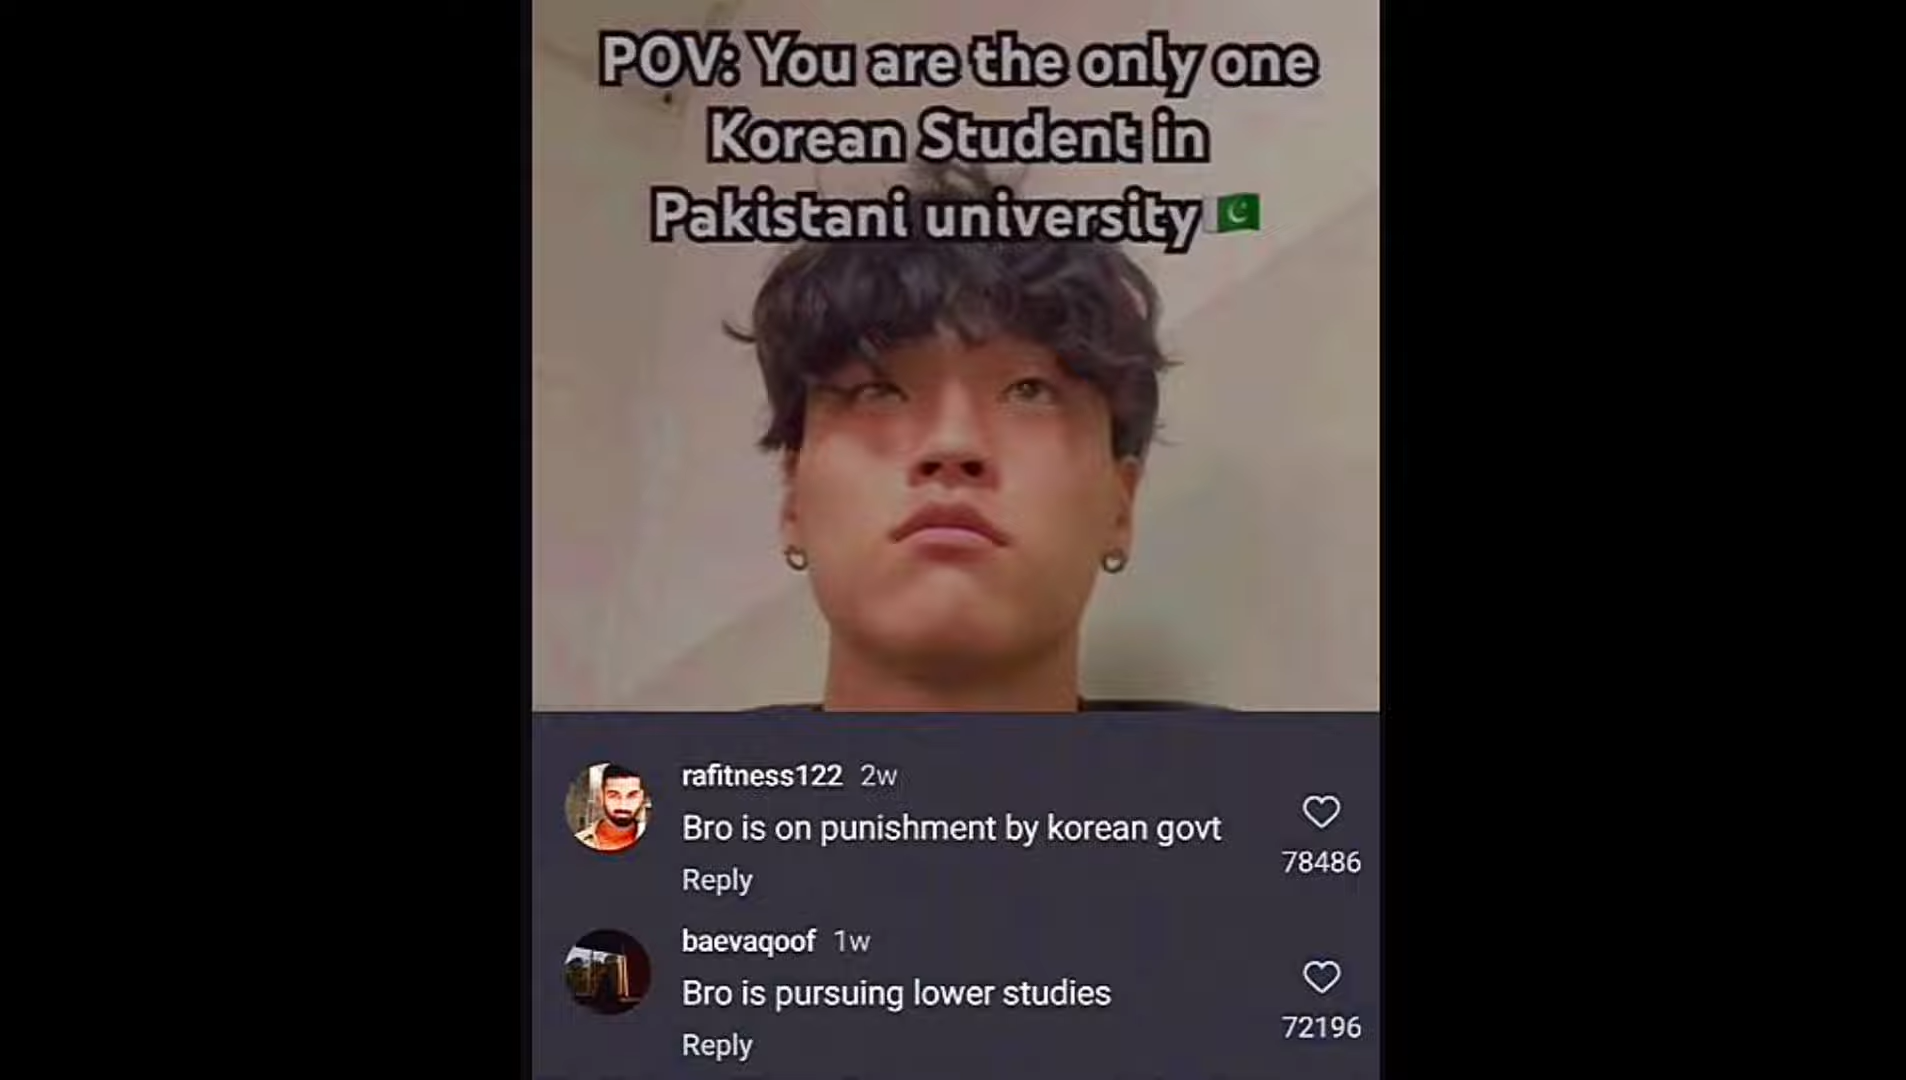 POV: You are the only one
Korean Student in
Pakistani university
rafitness122 2w
Bro is on punishment by korean govt
78486
Reply
baevaqoof 1w
Bro is pursuing lower studies
72196
Reply